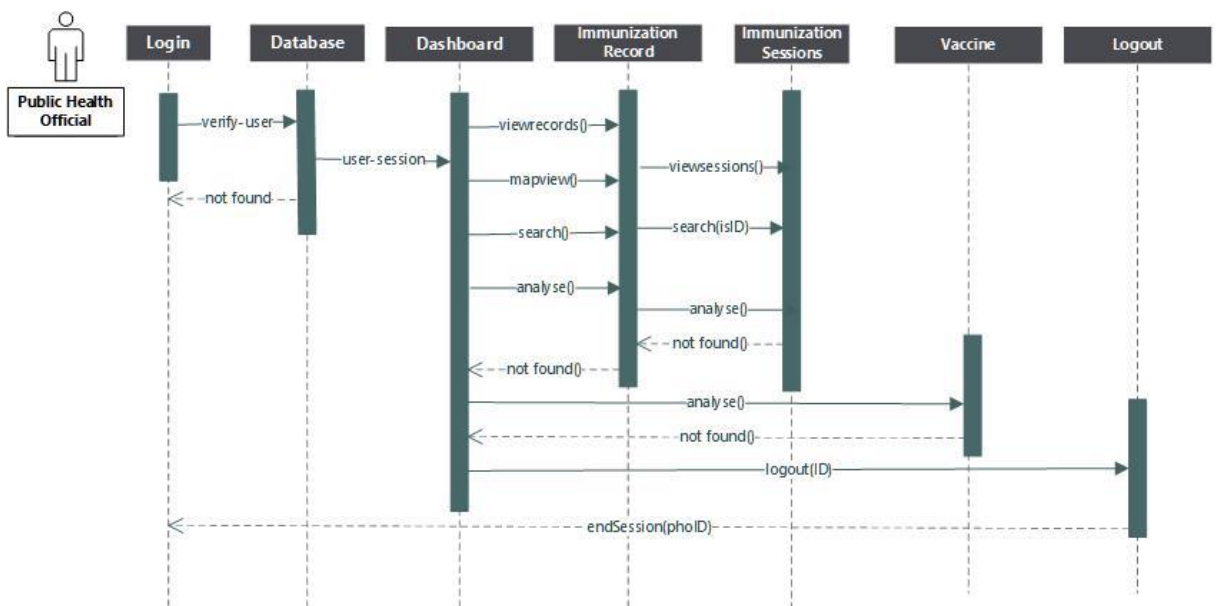 Login
Database
Dashboard
Immunization
Record
Immunization
Sessions
Vaccine
Logout
Public Health
Official
verify-user
viewrecords()
user-session
viewsessions()
mapview()
not found
search()
search(isID)
analyse()
analyse()
not found()
not found()
analyse()
not found()
logout(ID)
endSession(phoID)